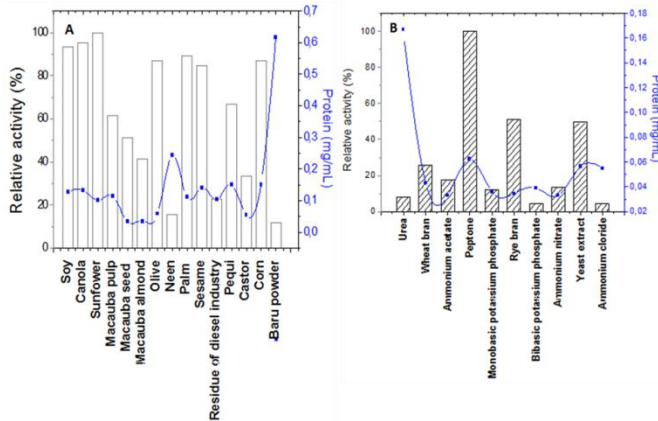 A
Relative activity (%)
100
80
60
40
20
0
0,7
0,6
0,5
0,4
0,3
0,2
0,1
0,0
Protein (mg/mL)
Soy
Canola
Sunfower
Macauba pulp
Macauba seed
Macauba almond
Olive
Neen
Palm
Sesame
Residue of diesel industry
Pequi
Castor
Corn
Baru powder
B
Relative activity (%)
100
80
60
40
20
0
0,18
0,16
0,14
0,12
0,10
0,08
0,06
0,04
0,02
Protein (mg/mL)
Urea
Wheat bran
Ammonium acetate
Peptone
Monobasic potassium phosphate
Rye bran
Bibasic potassium phosphate
Ammonium nitrate
Yeast extract
Ammonium cloride